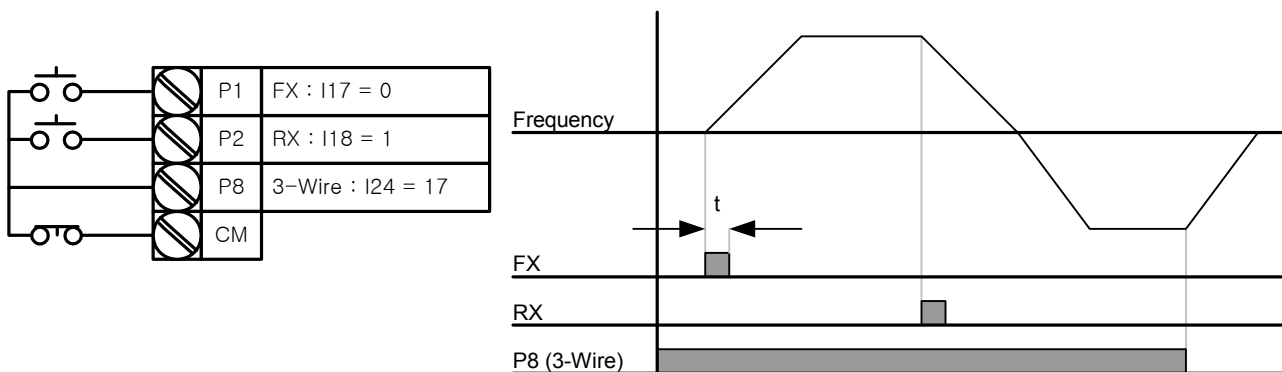 P1 FX : I17 = 0
P2 RX : I18 = 1
P8 3-Wire : I24 = 17
CM
Frequency
t
FX
RX
P8 (3-Wire)